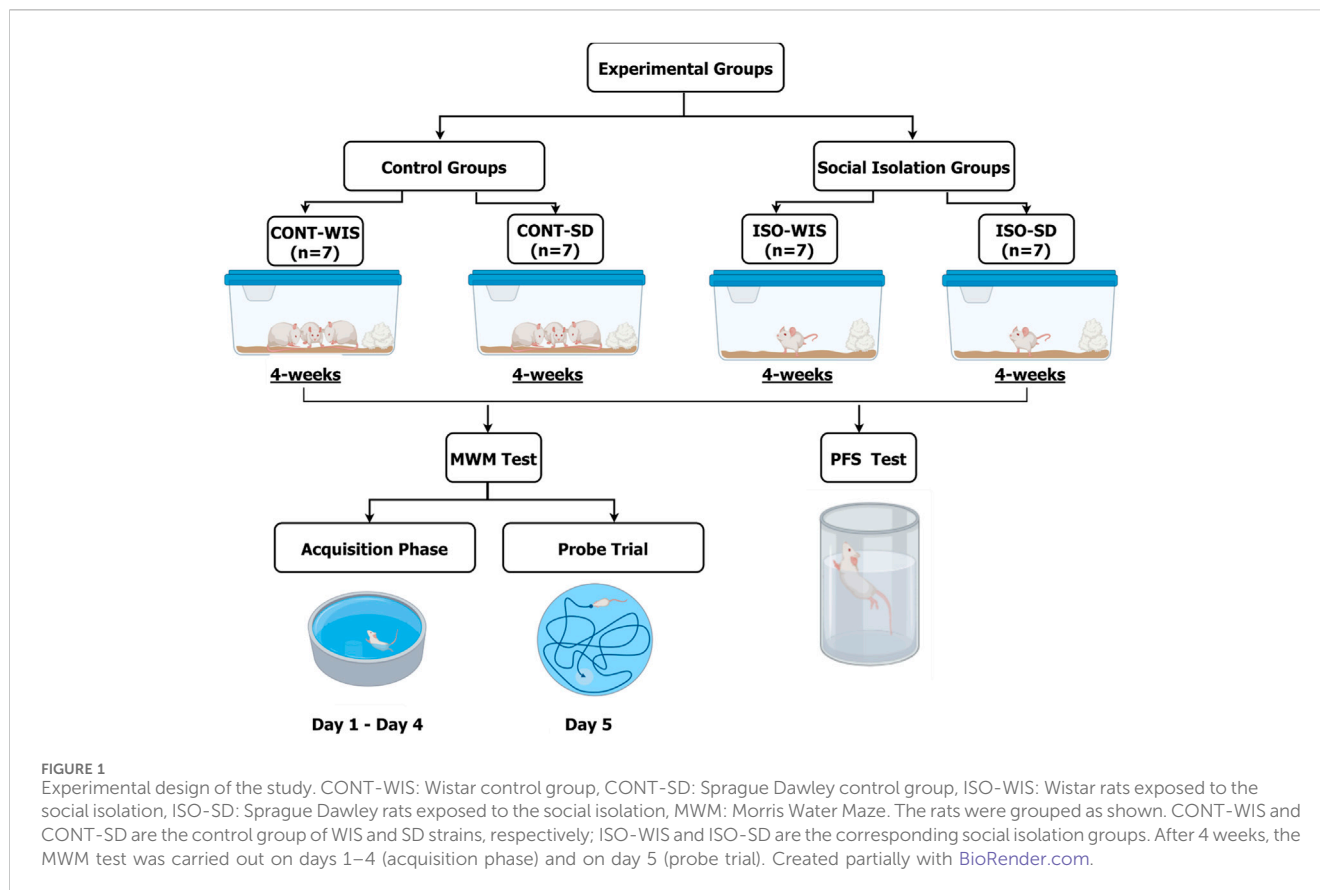 Experimental Groups
Control Groups
Social Isolation Groups
CONT-WIS
(n=7)
CONT-SD
(n=7)
ISO-WIS
(n=7)
ISO-SD
(n=7)
4-weeks
4-weeks
4-weeks
4-weeks
MWM Test
PFS Test
Acquisition Phase
Probe Trial
Day 1 - Day 4
Day 5
FIGURE 1
Experimental design of the study. CONT-WIS: Wistar control group, CONT-SD: Sprague Dawley control group, ISO-WIS: Wistar rats exposed to the
social isolation, ISO-SD: Sprague Dawley rats exposed to the social isolation, MWM: Morris Water Maze. The rats were grouped as shown. CONT-WIS and
CONT-SD are the control group of WIS and SD strains, respectively; ISO-WIS and ISO-SD are the corresponding social isolation groups. After 4 weeks, the
MWM test was carried out on days 1–4 (acquisition phase) and on day 5 (probe trial). Created partially with BioRender.com.